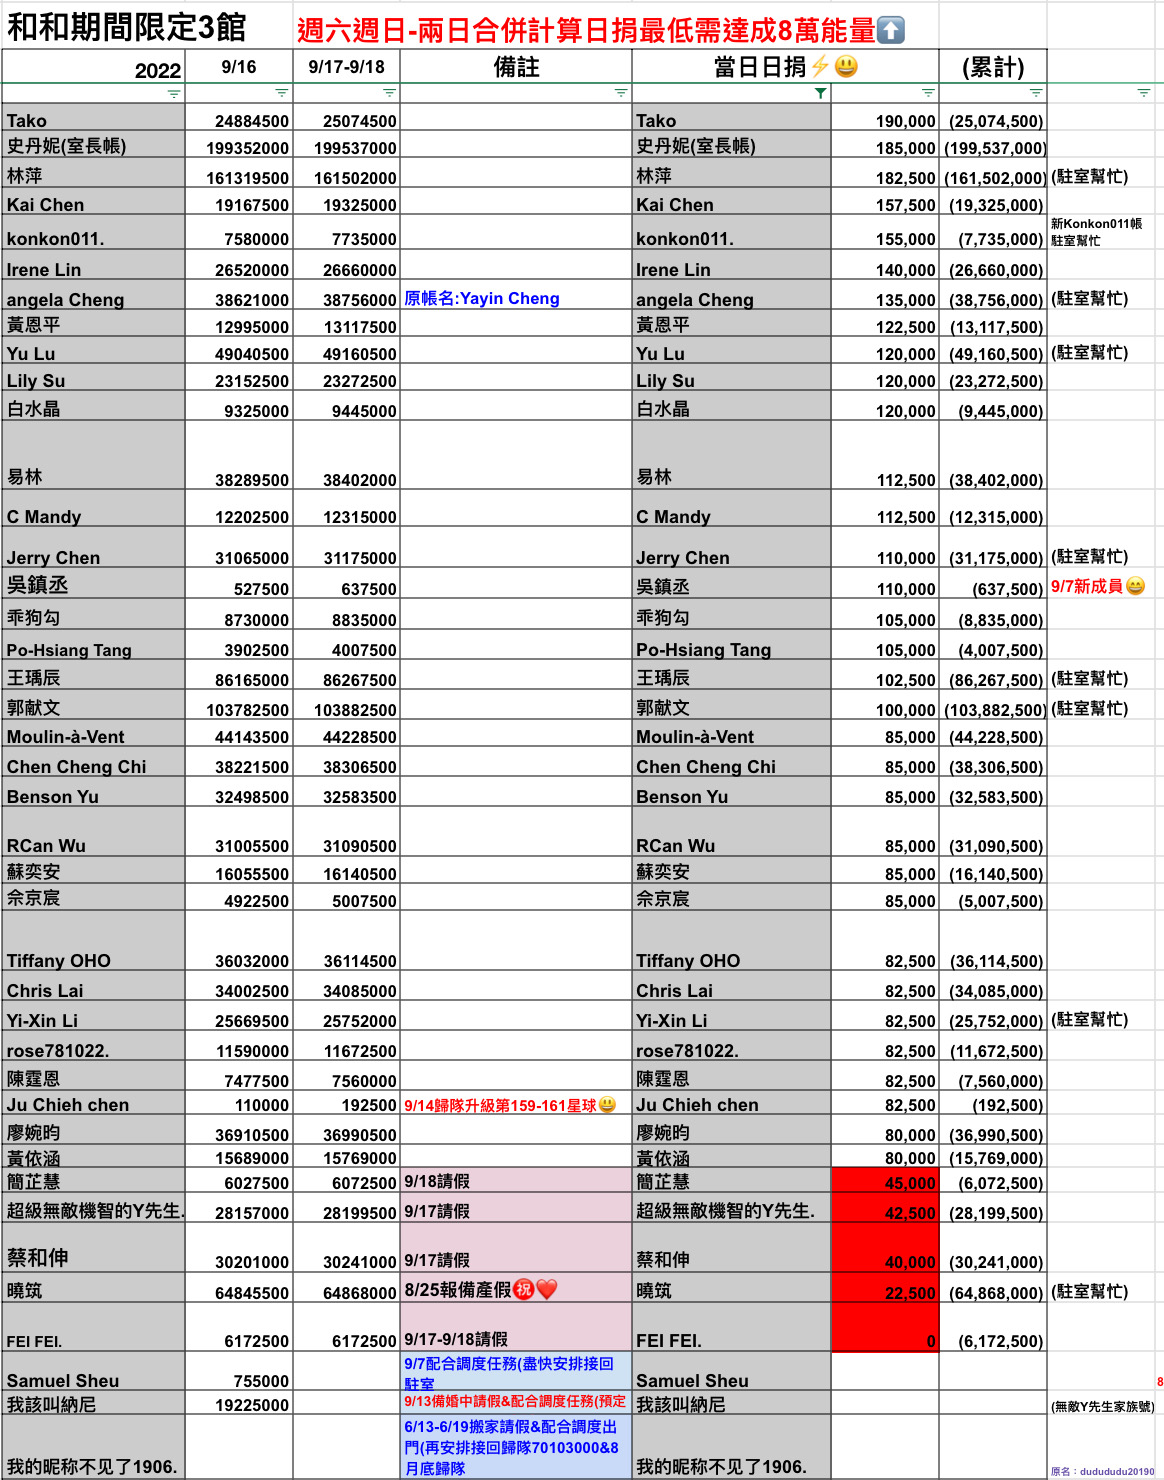 和和期間限定3館 週六週日-兩日合併計算日捐最低需達成8萬能量⬆️
2022 9/16 9/17-9/18 備註 當日日捐⚡😃 (累計)
Tako 24884500 25074500 Tako 190,000 (25,074,500)
史丹妮(室長帳) 199352000 199537000 史丹妮(室長帳) 185,000 (199,537,000)
林萍 161319500 161502000 林萍 182,500 (161,502,000) (駐室幫忙)
Kai Chen 19167500 19325000 Kai Chen 157,500 (19,325,000)
konkon011. 7580000 7735000 konkon011. 155,000 (7,735,000) 新Konkon011帳
駐室幫忙
Irene Lin 26520000 26660000 Irene Lin 140,000 (26,660,000)
angela Cheng 38621000 38756000 原帳名:Yayin Cheng angela Cheng 135,000 (38,756,000) (駐室幫忙)
黃恩平 12995000 13117500 黃恩平 122,500 (13,117,500)
Yu Lu 49040500 49160500 Yu Lu 120,000 (49,160,500) (駐室幫忙)
Lily Su 23152500 23272500 Lily Su 120,000 (23,272,500)
白水晶 9325000 9445000 白水晶 120,000 (9,445,000)
易林 38289500 38402000 易林 112,500 (38,402,000)
C Mandy 12202500 12315000 C Mandy 112,500 (12,315,000)
Jerry Chen 31065000 31175000 Jerry Chen 110,000 (31,175,000) (駐室幫忙)
吳鎮丞 527500 637500 吳鎮丞 110,000 (637,500) 9/7新成員😄
乖狗勾 8730000 8835000 乖狗勾 105,000 (8,835,000)
Po-Hsiang Tang 3902500 4007500 Po-Hsiang Tang 105,000 (4,007,500)
王瑀辰 86165000 86267500 王瑀辰 102,500 (86,267,500) (駐室幫忙)
郭献文 103782500 103882500 郭献文 100,000 (103,882,500) (駐室幫忙)
Moulin-à-Vent 44143500 44228500 Moulin-à-Vent 85,000 (44,228,500)
Chen Cheng Chi 38221500 38306500 Chen Cheng Chi 85,000 (38,306,500)
Benson Yu 32498500 32583500 Benson Yu 85,000 (32,583,500)
RCan Wu 31005500 31090500 RCan Wu 85,000 (31,090,500)
蘇奕安 16055500 16140500 蘇奕安 85,000 (16,140,500)
佘京宸 4922500 5007500 佘京宸 85,000 (5,007,500)
Tiffany OHO 36032000 36114500 Tiffany OHO 82,500 (36,114,500)
Chris Lai 34002500 34085000 Chris Lai 82,500 (34,085,000)
Yi-Xin Li 25669500 25752000 Yi-Xin Li 82,500 (25,752,000) (駐室幫忙)
rose781022. 11590000 11672500 rose781022. 82,500 (11,672,500)
陳霆恩 7477500 7560000 陳霆恩 82,500 (7,560,000)
Ju Chieh chen 110000 192500 9/14歸隊升級第159-161星球😃 Ju Chieh chen 82,500 (192,500)
廖婉昀 36910500 36990500 廖婉昀 80,000 (36,990,500)
黃依涵 15689000 15769000 黃依涵 80,000 (15,769,000)
簡芷慧 6027500 6072500 9/18請假 簡芷慧 45,000 (6,072,500)
超級無敵機智的Y先生. 28157000 28199500 9/17請假 超級無敵機智的Y先生. 42,500 (28,199,500)
蔡和伸 30201000 30241000 9/17請假 蔡和伸 40,000 (30,241,000)
曉筑 64845500 64868000 8/25報備產假㊗️❤️ 曉筑 22,500 (64,868,000) (駐室幫忙)
FEI FEI. 6172500 6172500 9/17-9/18請假 FEI FEI. 0 (6,172,500)
9/7配合調度任務(盡快安排接回
Samuel Sheu 755000 駐室 Samuel Sheu 8
我該叫納尼 19225000 9/13備婚中請假&配合調度任務(預定 我該叫納尼 (無敵Y先生家族號)
6/13-6/19搬家請假&配合調度出
門(再安排接回歸隊70103000&8
我的昵称不见了1906. 月底歸隊 我的昵称不见了1906. 原名：dudududu20190